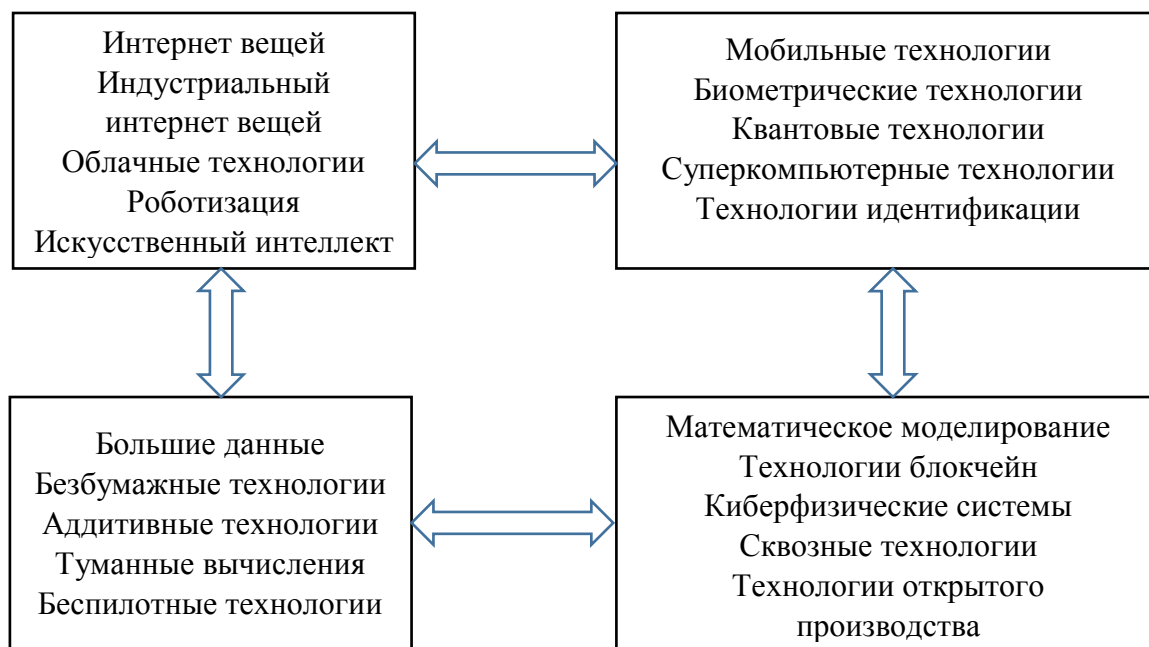 Интернет вещей
Индустриальный
интернет вещей
Облачные технологии
Роботизация
Искусственный интеллект
Мобильные технологии
Биометрические технологии
Квантовые технологии
Суперкомпьютерные технологии
Технологии идентификации
Большие данные
Безбумажные технологии
Аддитивные технологии
Туманные вычисления
Беспилотные технологии
Математическое моделирование
Технологии блокчейн
Киберфизические системы
Сквозные технологии
Технологии открытого
производства